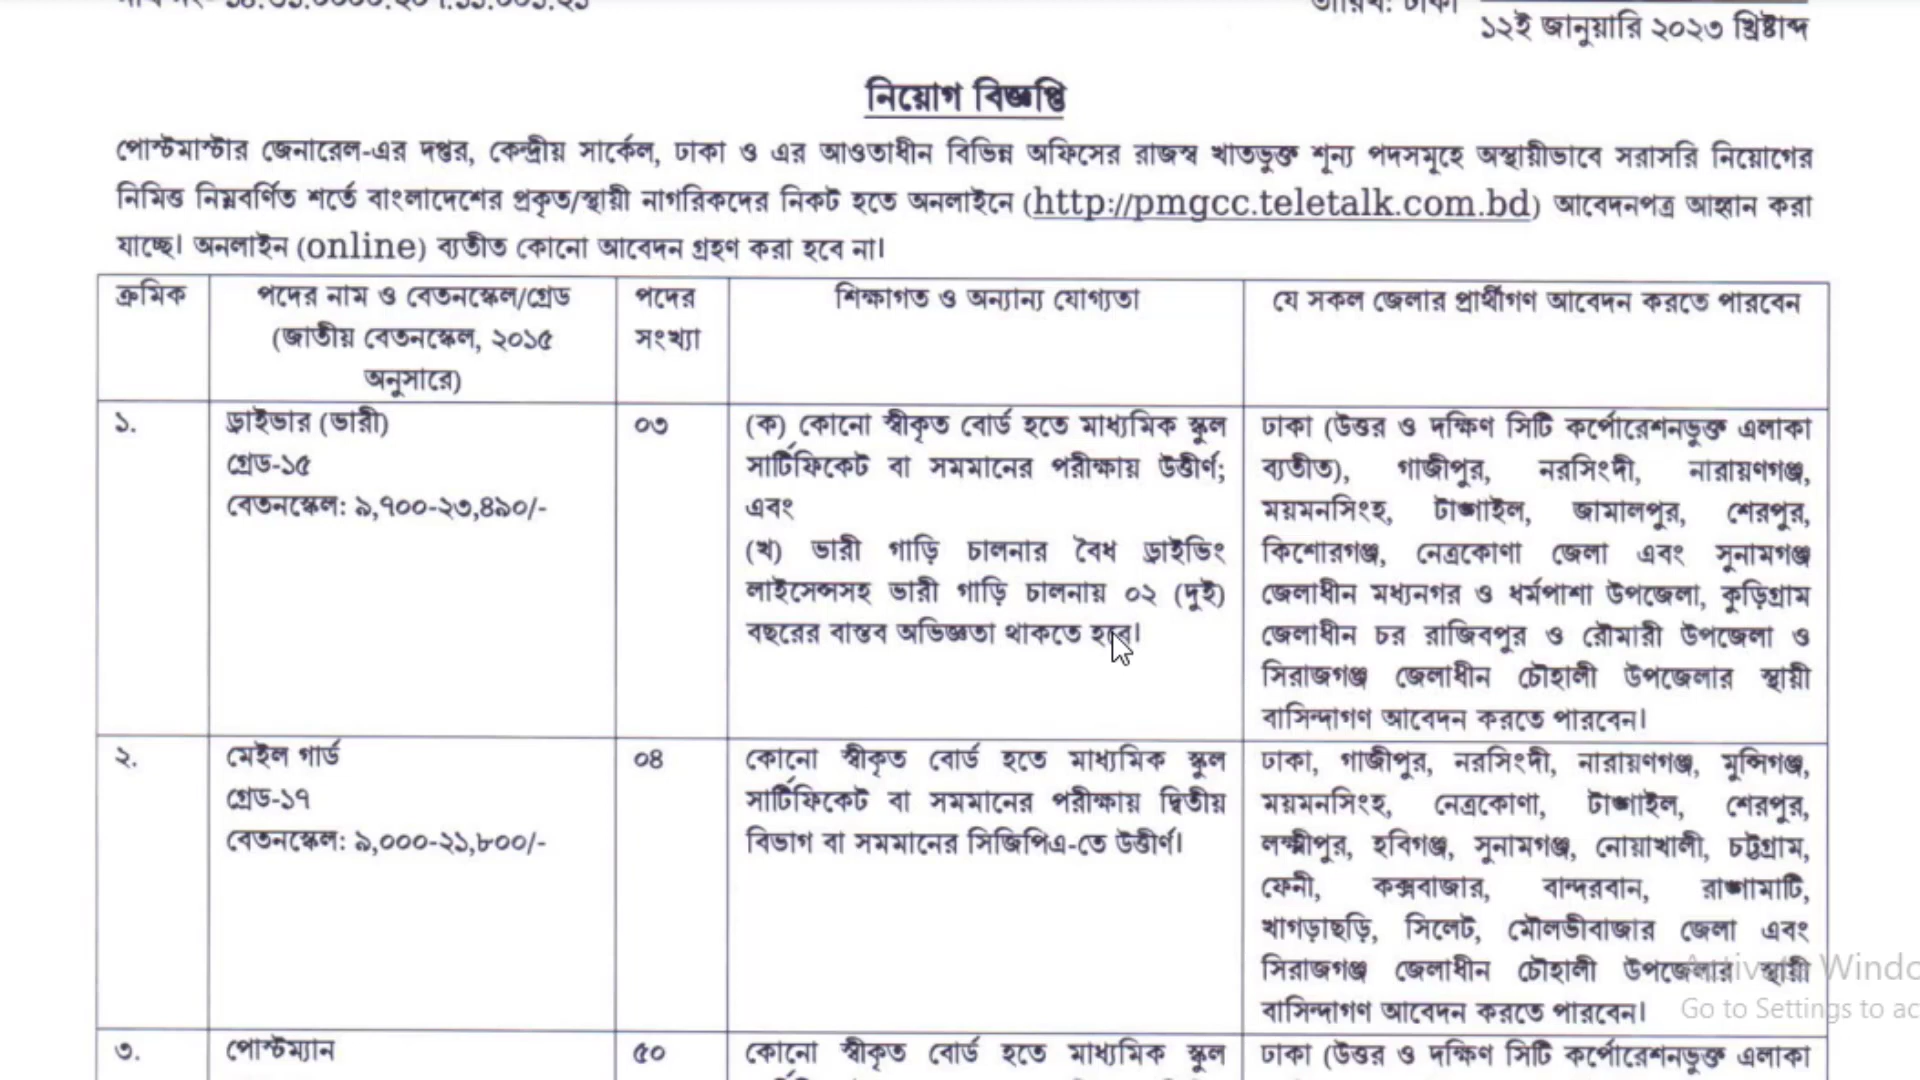 ১২ই জানুয়ারি ২০২৩ খ্রিষ্টাব্দ
নিয়োগ বিজ্ঞপ্তি
পোস্টমাস্টার জেনারেল-এর দপ্তর, কেন্দ্রীয় সার্কেল, ঢাকা ও এর আওতাধীন বিভিন্ন অফিসের রাজস্ব খাতভুক্ত শূন্য পদসমূহে অস্থায়ীভাবে সরাসরি নিয়োগের
নিমিত্ত নিম্নবর্ণিত শর্তে বাংলাদেশের প্রকৃত/স্থায়ী নাগরিকদের নিকট হতে অনলাইনে (http://pmgcc.teletalk.com.bd) আবেদনপত্র আহ্বান করা
যাচ্ছে। অনলাইন (online) ব্যতীত কোনো আবেদন গ্রহণ করা হবে না।
ক্রমিক
পদের নাম ও বেতনস্কেল/গ্রেড
(জাতীয় বেতনস্কেল, ২০১৫
অনুসারে)
পদের
সংখ্যা
শিক্ষাগত ও অন্যান্য যোগ্যতা
যে সকল জেলার প্রার্থীগণ আবেদন করতে পারবেন
১.
ড্রাইভার (ভারী)
গ্রেড-১৫
বেতনস্কেল: ৯,৭০০-২৩,৪৯০/-
০৩
(ক) কোনো স্বীকৃত বোর্ড হতে মাধ্যমিক স্কুল
সার্টিফিকেট বা সমমানের পরীক্ষায় উত্তীর্ণ;
এবং
(খ) ভারী গাড়ি চালনার বৈধ ড্রাইভিং
লাইসেন্সসহ ভারী গাড়ি চালনায় ০২ (দুই)
বছরের বাস্তব অভিজ্ঞতা থাকতে হবে।
ঢাকা (উত্তর ও দক্ষিণ সিটি কর্পোরেশনভুক্ত এলাকা
ব্যতীত), গাজীপুর, নরসিংদী, নারায়ণগঞ্জ,
ময়মনসিংহ, টাঙ্গাইল, জামালপুর, শেরপুর,
কিশোরগঞ্জ, নেত্রকোণা জেলা এবং সুনামগঞ্জ
জেলাধীন মধ্যনগর ও ধর্মপাশা উপজেলা, কুড়িগ্রাম
জেলাধীন চর রাজিবপুর ও রৌমারী উপজেলা ও
সিরাজগঞ্জ জেলাধীন চৌহালী উপজেলার স্থায়ী
বাসিন্দাগণ আবেদন করতে পারবেন।
২.
মেইল গার্ড
গ্রেড-১৭
বেতনস্কেল: ৯,০০০-২১,৮০০/-
০৪
কোনো স্বীকৃত বোর্ড হতে মাধ্যমিক স্কুল
সার্টিফিকেট বা সমমানের পরীক্ষায় দ্বিতীয়
বিভাগ বা সমমানের সিজিপিএ-তে উত্তীর্ণ।
ঢাকা, গাজীপুর, নরসিংদী, নারায়ণগঞ্জ, মুন্সিগঞ্জ,
ময়মনসিংহ, নেত্রকোণা, টাঙ্গাইল, শেরপুর,
লক্ষ্মীপুর, হবিগঞ্জ, সুনামগঞ্জ, নোয়াখালী, চট্টগ্রাম,
ফেনী, কক্সবাজার, বান্দরবান, রাঙ্গামাটি,
খাগড়াছড়ি, সিলেট, মৌলভীবাজার জেলা এবং
সিরাজগঞ্জ জেলাধীন চৌহালী উপজেলার স্থায়ী
বাসিন্দাগণ আবেদন করতে পারবেন।
Go to Settings to ac
৩.
পোস্টম্যান
৫০
কোনো স্বীকৃত বোর্ড হতে মাধ্যমিক স্কুল
ঢাকা (উত্তর ও দক্ষিণ সিটি কর্পোরেশনভুক্ত এলাকা